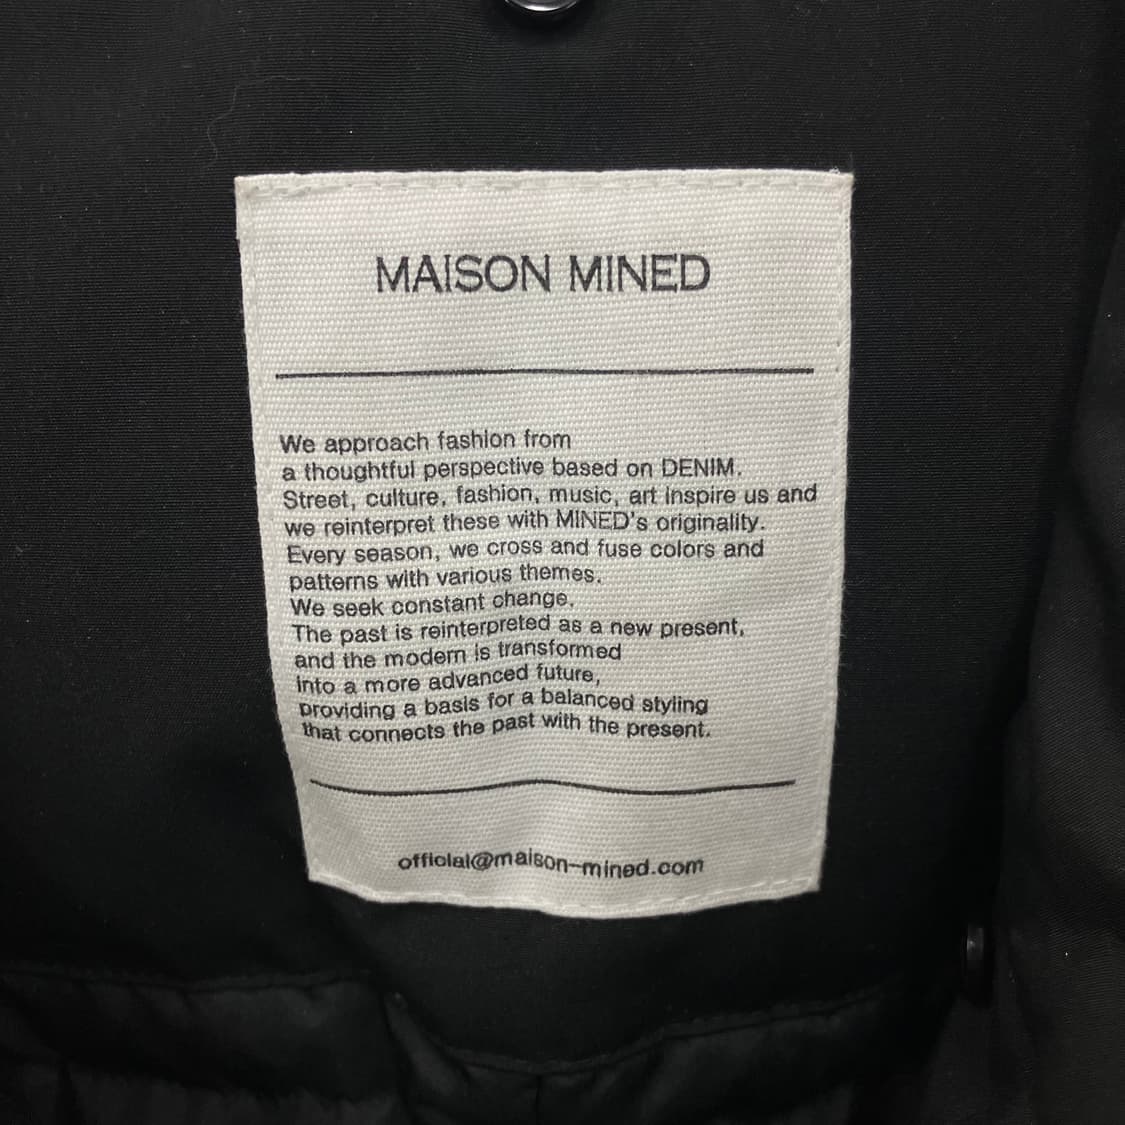 MAISON MINED
We approach fashion from
a thoughtful perspective based on DENIM.
Street, culture, fashion, music, art inspire us and
we reinterpret these with MINED's originality.
Every season, we cross and fuse colors and
patterns with various themes.
We seek constant change.
The past is reinterpreted as a new present,
and the modern is transformed
into a more advanced future,
providing a basis for a balanced styling
that connects the past with the present.
official@maison-mined.com